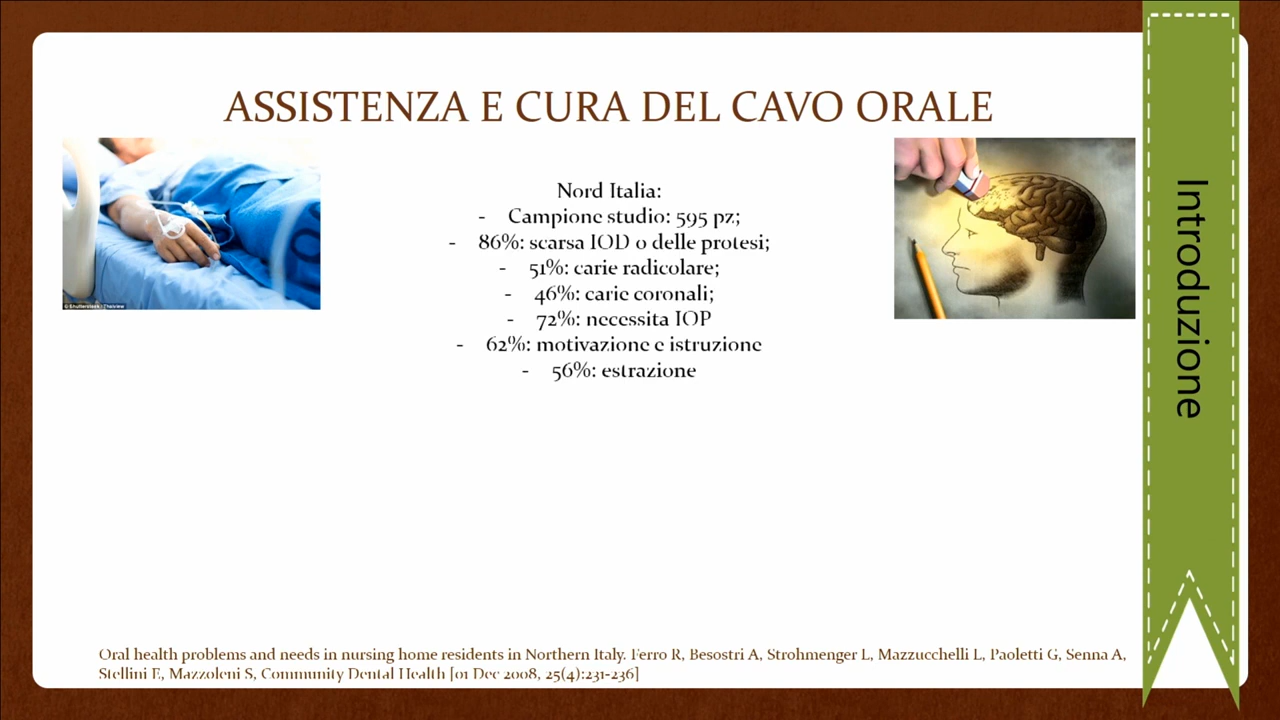 ASSISTENZA E CURA DEL CAVO ORALE
Nord Italia:
- Campione studio: 595 pz;
- 86%: scarsa IOD o delle protesi;
- 51%: carie radicolare;
- 46%: carie coronali;
- 72%: necessita IOP
- 62%: motivazione e istruzione
- 56%: estrazione
Introduzione
© Shutterstock / Thaiview
Oral health problems and needs in nursing home residents in Northern Italy. Ferro R, Besostri A, Strohmenger L, Mazzucchelli L, Paoletti G, Senna A,
Stellini E, Mazzoleni S, Community Dental Health [01 Dec 2008, 25(4):231-236]